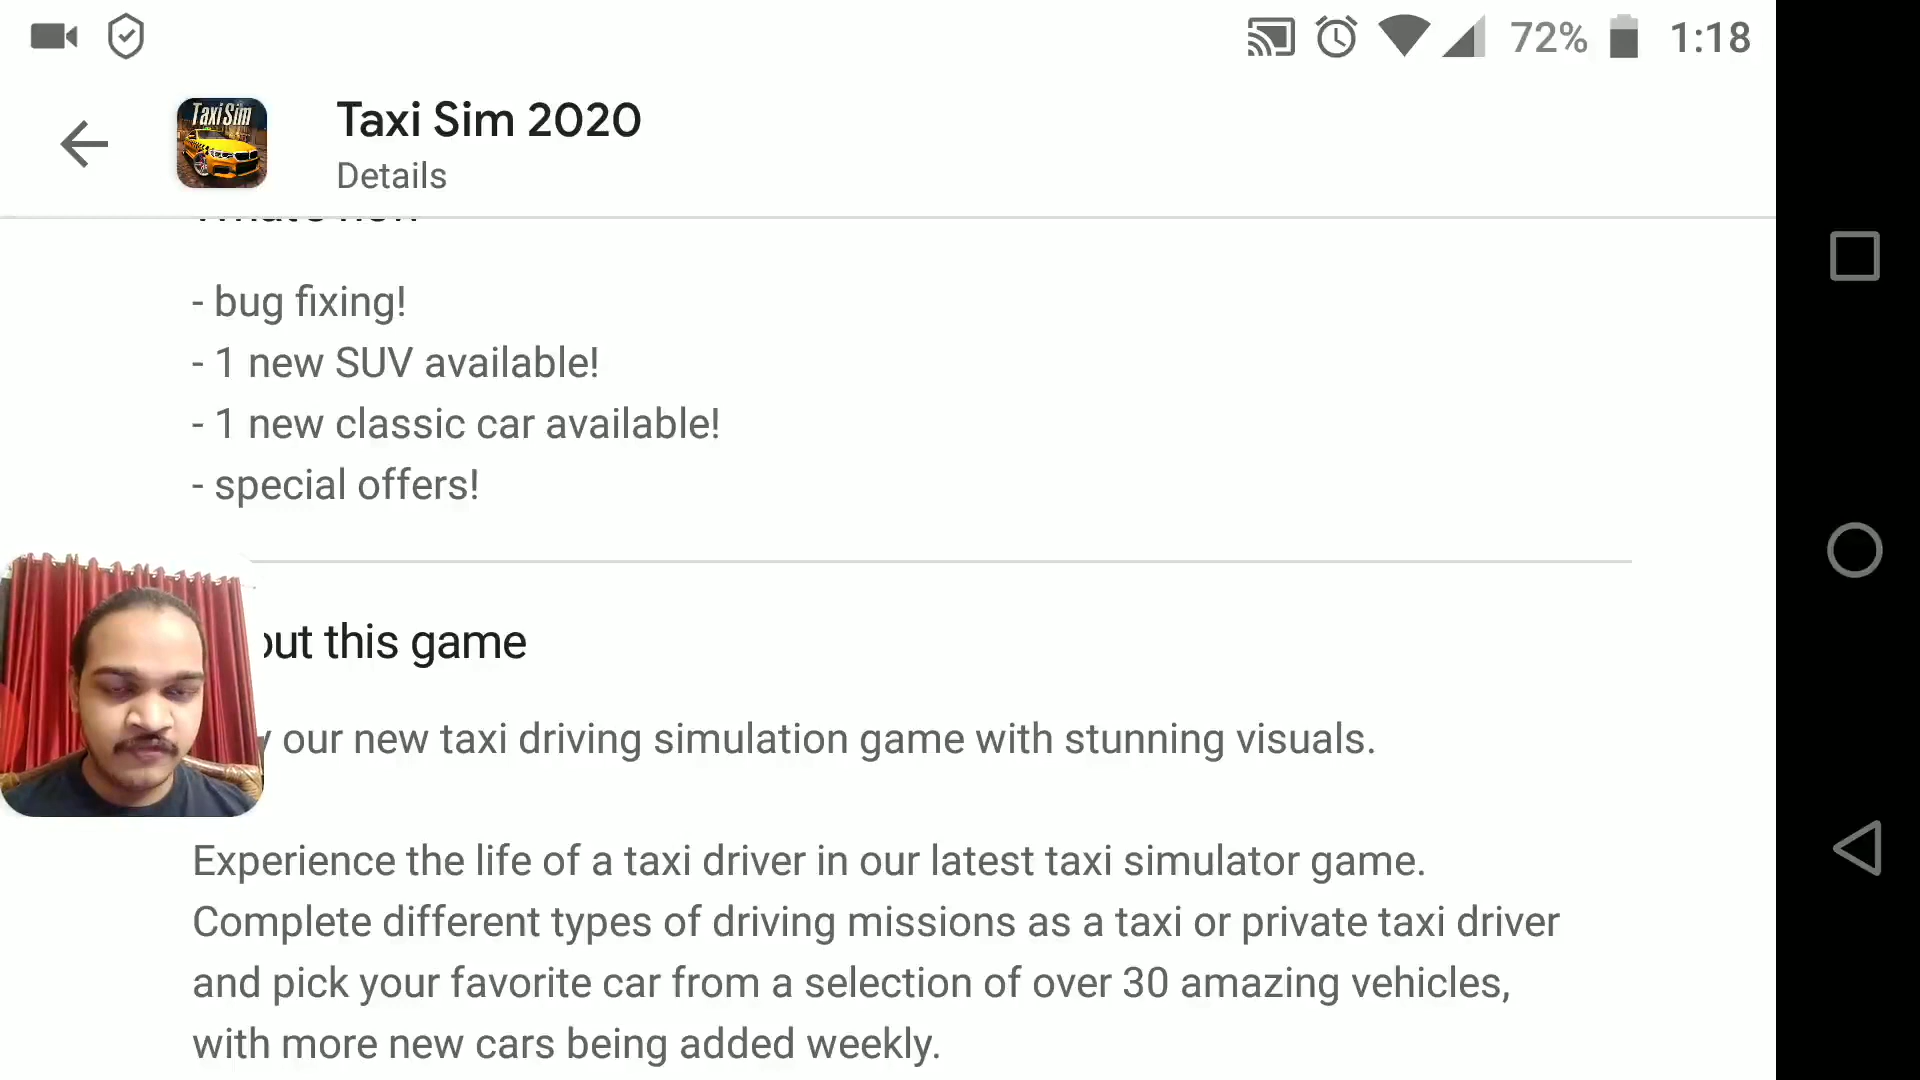 72% 1:18
TaxiSim
Taxi Sim 2020
Details
- bug fixing!
- 1 new SUV available!
- 1 new classic car available!
- special offers!
this game
our new taxi driving simulation game with stunning visuals.
Experience the life of a taxi driver in our latest taxi simulator game.
Complete different types of driving missions as a taxi or private taxi driver
and pick your favorite car from a selection of over 30 amazing vehicles,
with more new cars being added weekly.